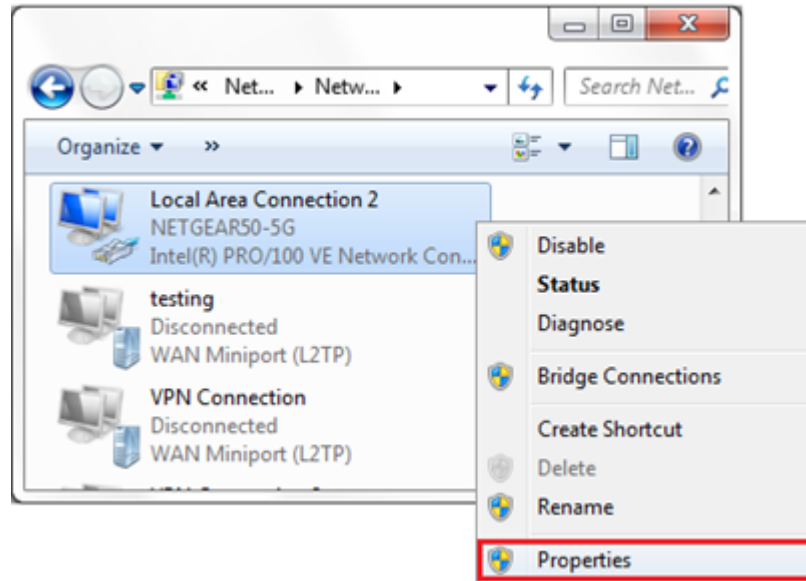 « Net... ▸ Netw... ▸
Search Net...
Organize
»
Local Area Connection 2
NETGEAR50-5G
Intel(R) PRO/100 VE Network Con...
testing
Disconnected
WAN Miniport (L2TP)
VPN Connection
Disconnected
WAN Miniport (L2TP)
Disable
Status
Diagnose
Bridge Connections
Create Shortcut
Delete
Rename
Properties